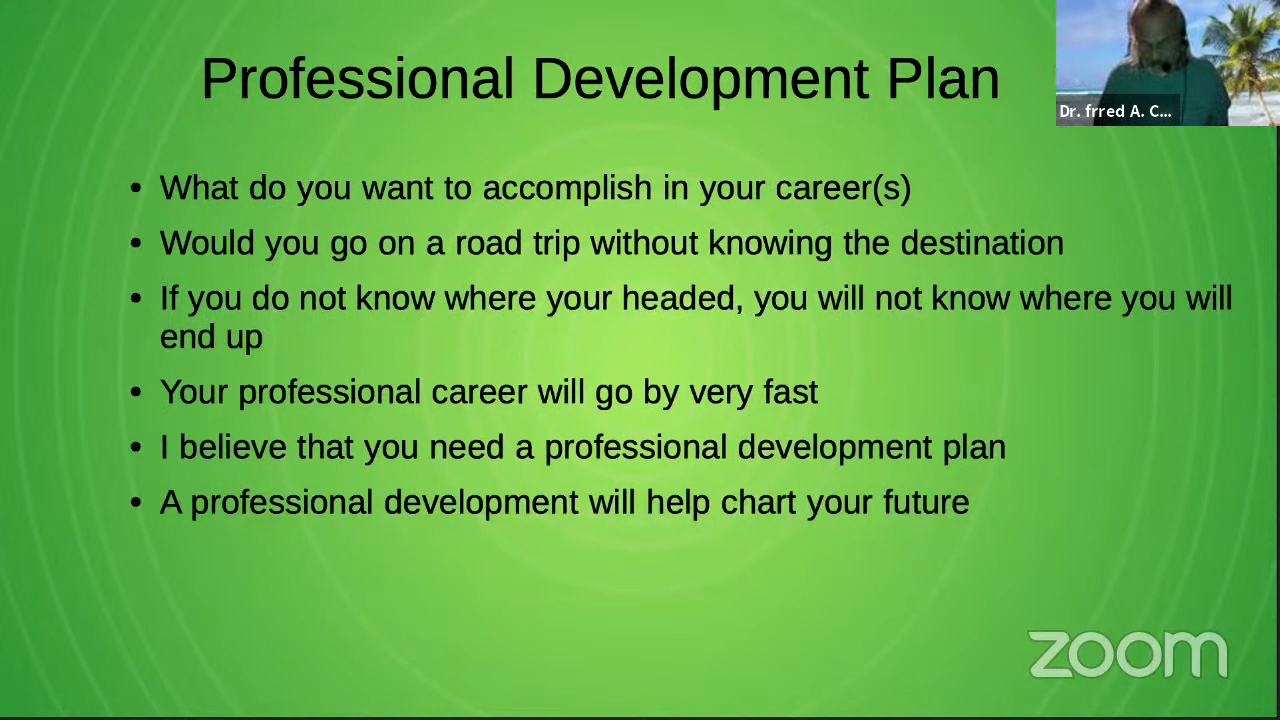 Professional Development Plan
Dr. frred A. C...
• What do you want to accomplish in your career(s)
• Would you go on a road trip without knowing the destination
• If you do not know where your headed, you will not know where you will
end up
• Your professional career will go by very fast
• I believe that you need a professional development plan
• A professional development will help chart your future
zoom